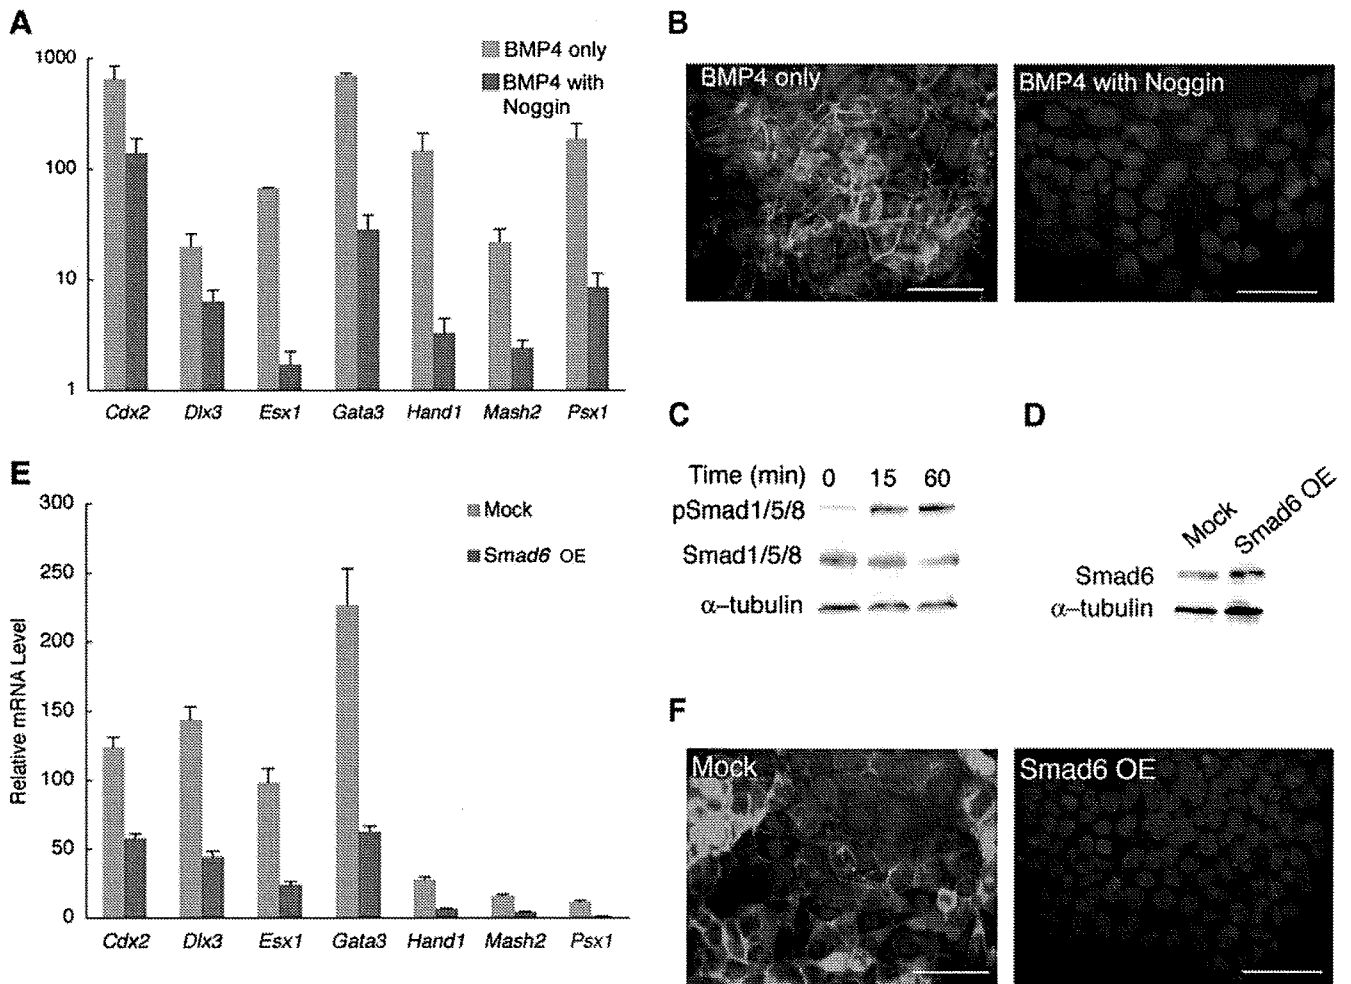 A
1000
100
10
1
BMP4 only
BMP4 with
Noggin
Cdx2 Dlx3 Esx1 Gata3 Hand1 Mash2 Psx1
B
BMP4 only
BMP4 with Noggin
C
Time (min) 0 15 60
pSmad1/5/8
Smad1/5/8
α–tubulin
D
Mock Smad6 OE
Smad6
α–tubulin
E
Relative mRNA Level
300
250
200
150
100
50
0
Mock
Smad6 OE
Cdx2 Dlx3 Esx1 Gata3 Hand1 Mash2 Psx1
F
Mock
Smad6 OE